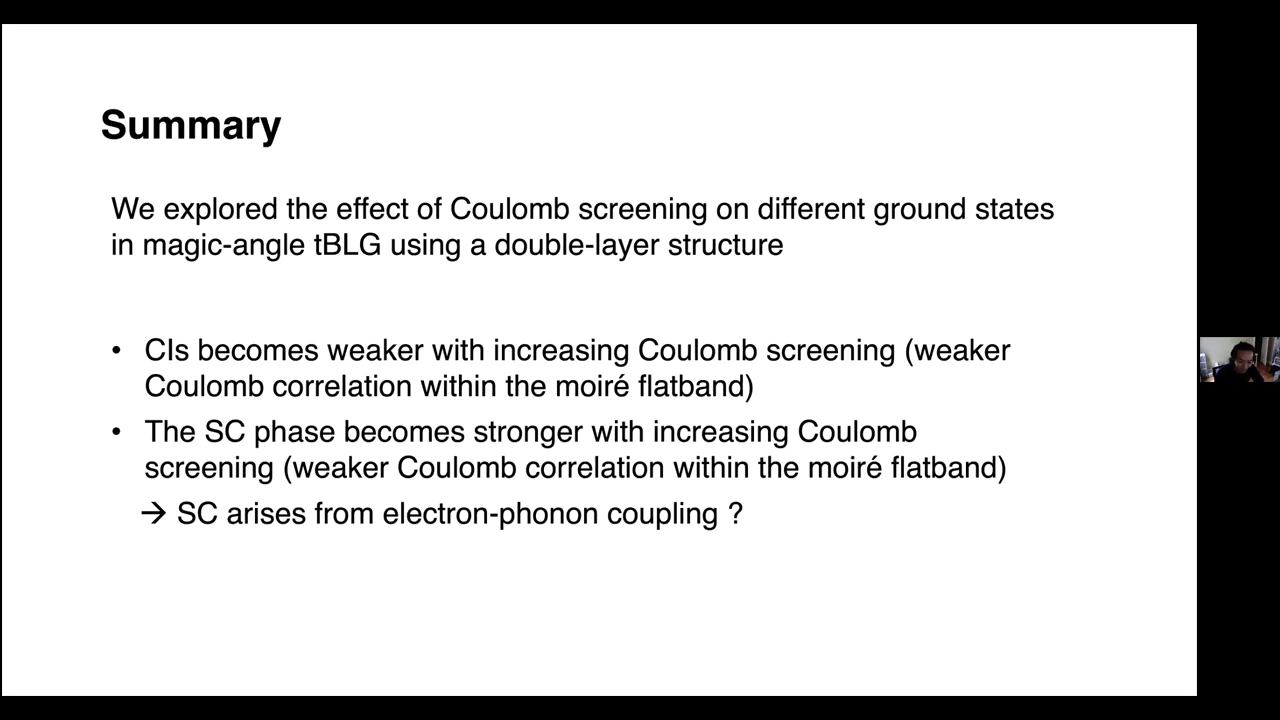 Summary
We explored the effect of Coulomb screening on different ground states
in magic-angle tBLG using a double-layer structure
• CIs becomes weaker with increasing Coulomb screening (weaker
Coulomb correlation within the moiré flatband)
• The SC phase becomes stronger with increasing Coulomb
screening (weaker Coulomb correlation within the moiré flatband)
→ SC arises from electron-phonon coupling ?